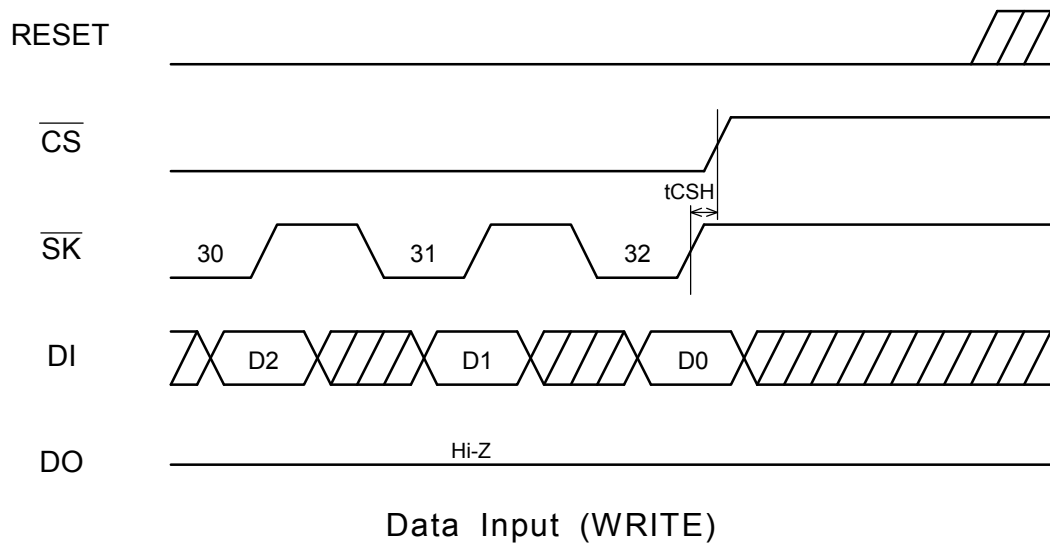 RESET
CS
tCSH
SK
30 31 32
DI
D2 D1 D0
DO
Hi-Z
Data Input (WRITE)